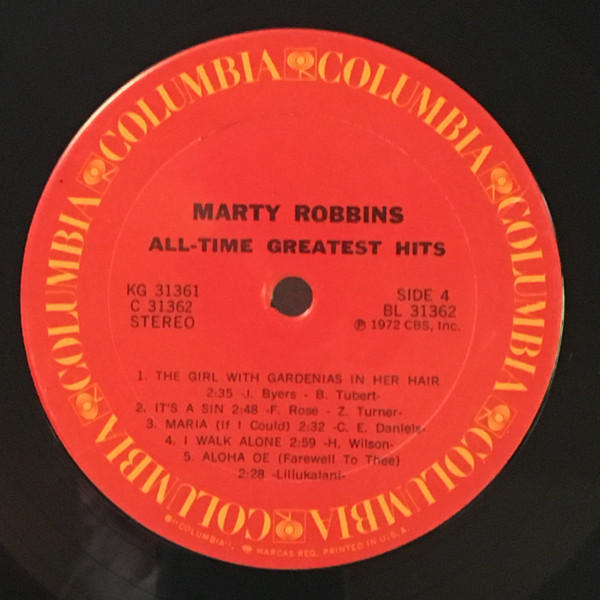 COLUMBIA COLUMBIA COLUMBIA COLUMBIA COLUMBIA COLUMBIA
MARTY ROBBINS
ALL-TIME GREATEST HITS
KG 31361
C 31362
STEREO
SIDE 4
BL 31362
Ⓟ 1972 CBS, Inc.
1. THE GIRL WITH GARDENIAS IN HER HAIR
2:35 -J. Byers - B. Tubert-
2. IT'S A SIN 2:48 -F. Rose - Z. Turner-
3. MARIA (If I Could) 2:32 -C. E. Daniels-
4. I WALK ALONE 2:59 -H. Wilson-
5. ALOHA OE (Farewell To Thee)
2:28 -Liliukalani-
®"COLUMBIA", MARCAS REG. PRINTED IN U.S.A.